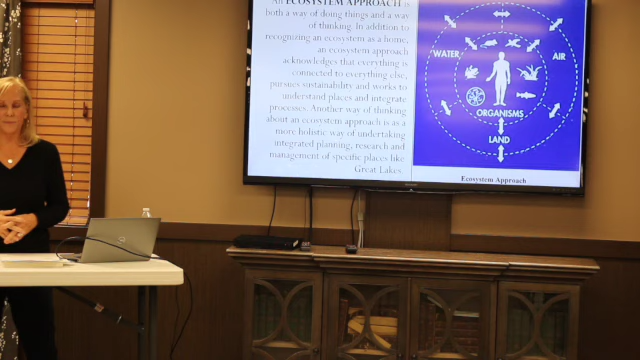 An ECOSYSTEM APPROACH is
both a way of doing things and a way
of thinking. In addition to
recognizing an ecosystem as a home,
an ecosystem approach
acknowledges that everything is
connected to everything else,
pursues sustainability and works to
understand places and integrate
processes. Another way of thinking
about an ecosystem approach is as a
more holistic way of undertaking
integrated planning, research and
management of specific places like
Great Lakes
WATER
AIR
ORGANISMS
LAND
Ecosystem Approach